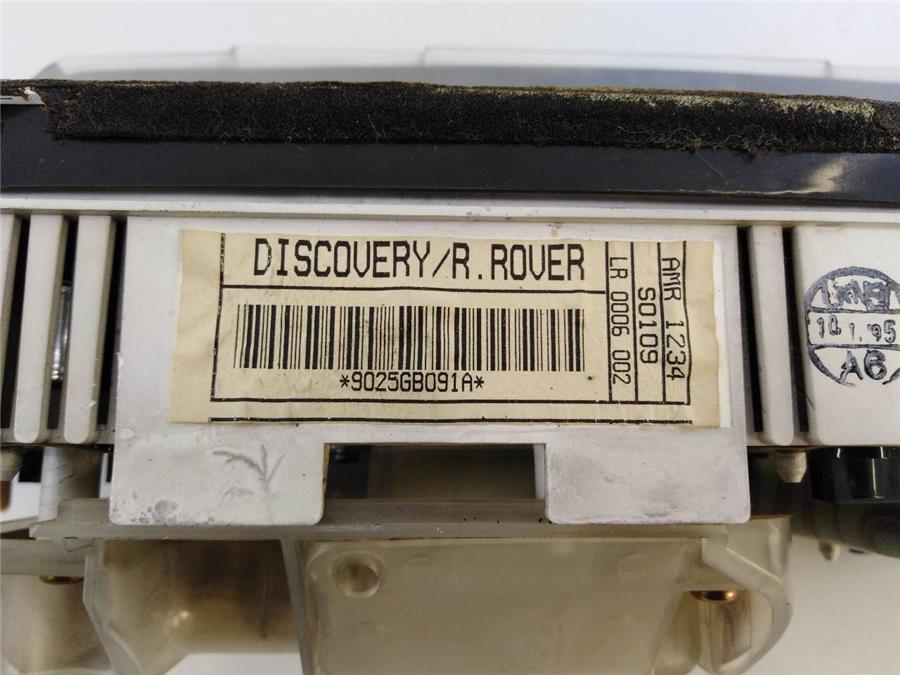 DISCOVERY/R.ROVER
*9025GB091A*
AMR 1234
S0109
LR 0006 002
10.1.95
A6